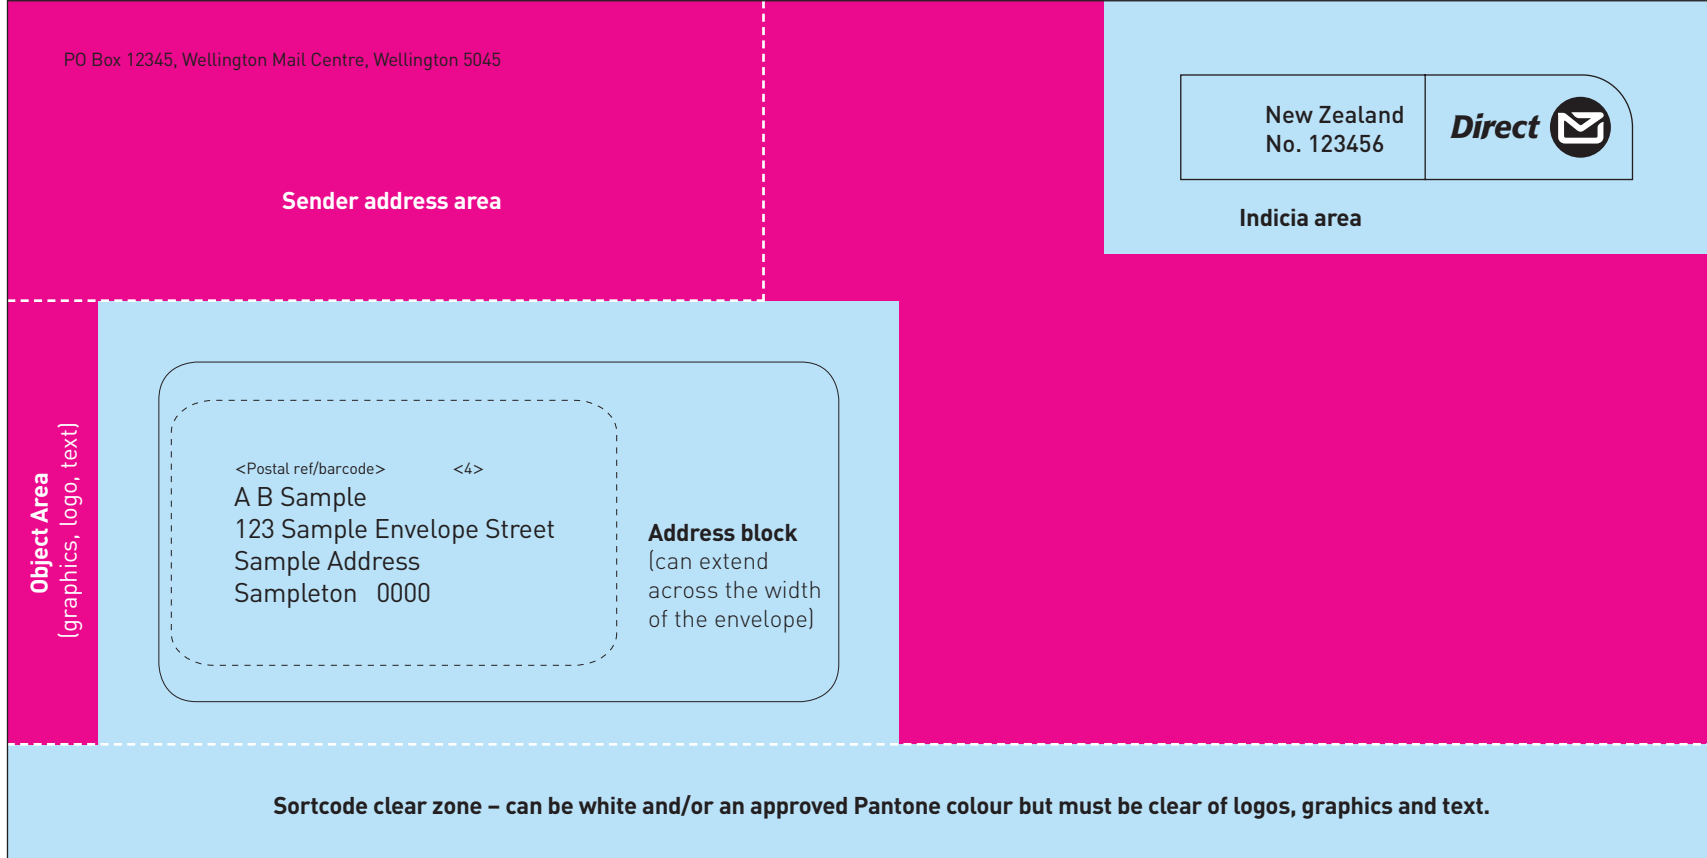 PO Box 12345, Wellington Mail Centre, Wellington 5045
Sender address area
New Zealand
No. 123456
Direct
Indicia area
Object Area
(graphics, logo, text)
<Postal ref/barcode> <4>
A B Sample
123 Sample Envelope Street
Sample Address
Sampleton 0000
Address block
(can extend
across the width
of the envelope)
Sortcode clear zone – can be white and/or an approved Pantone colour but must be clear of logos, graphics and text.